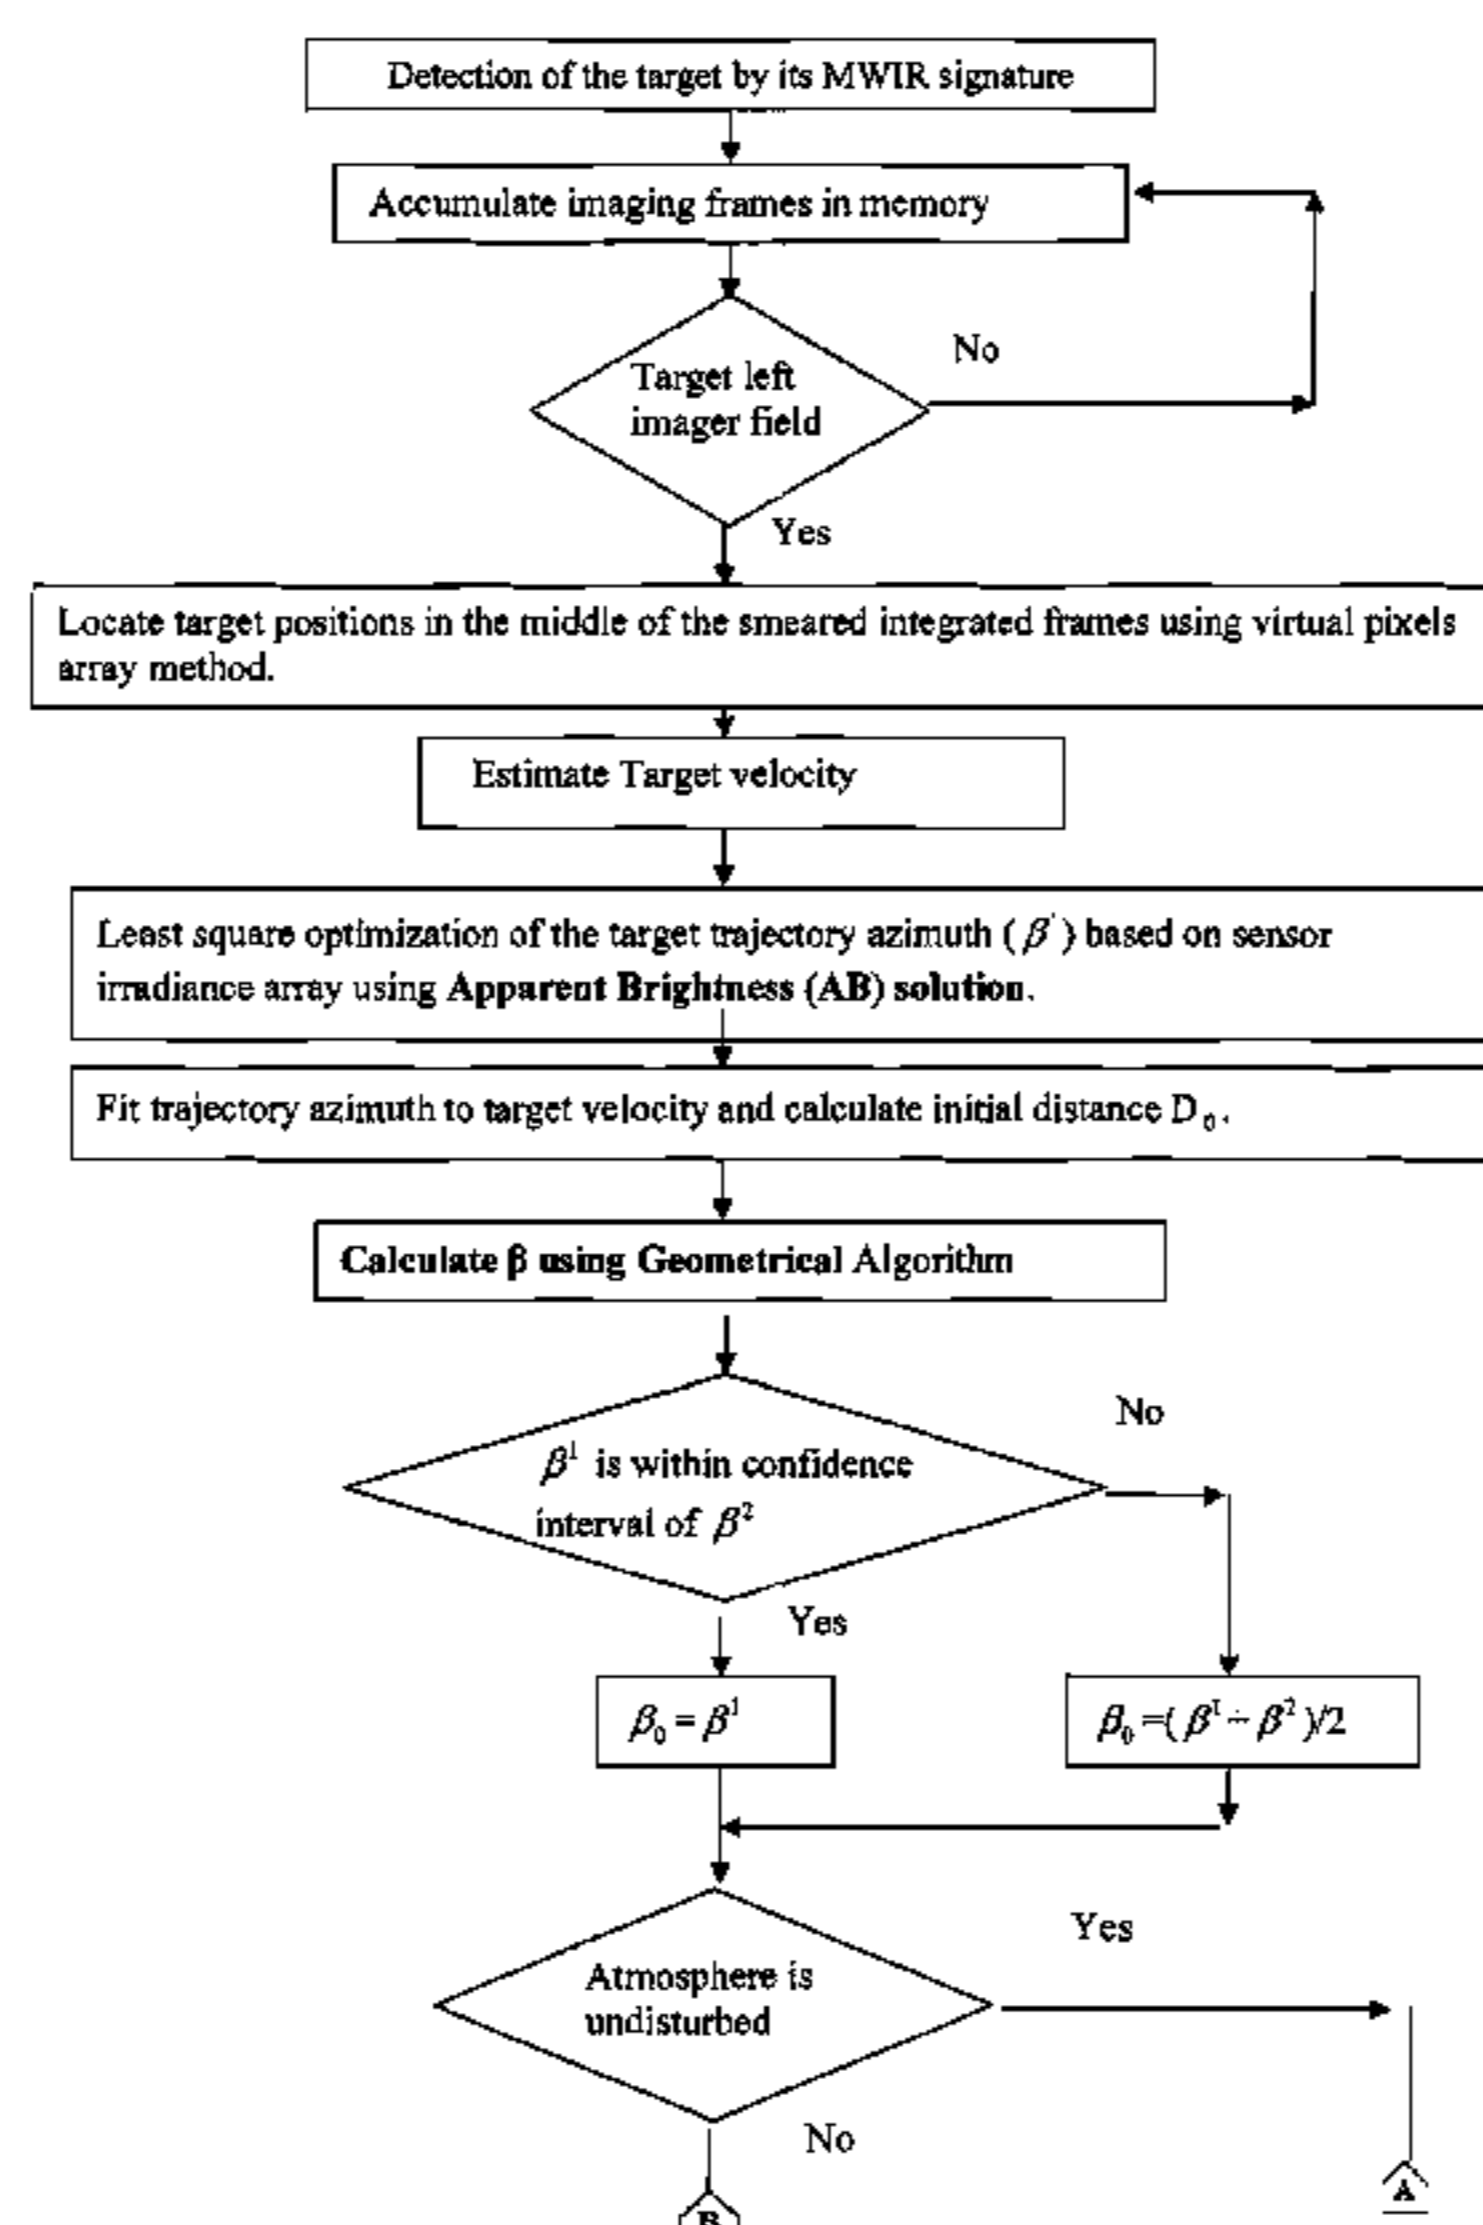 Detection of the target by its MWIR signature
Accumulate imaging frames in memory
No
Target left
imager field
Yes
Locate target positions in the middle of the smeared integrated frames using virtual pixels
array method.
Estimate Target velocity
Least square optimization of the target trajectory azimuth ( β' ) based on sensor
irradiance array using Apparent Brightness (AB) solution.
Fit trajectory azimuth to target velocity and calculate initial distance D₀.
Calculate β using Geometrical Algorithm
No
β¹ is within confidence
interval of β²
Yes
β₀ = β¹
β₀ =( β¹ + β² )/2
Yes
Atmosphere is
undisturbed
No
A
B